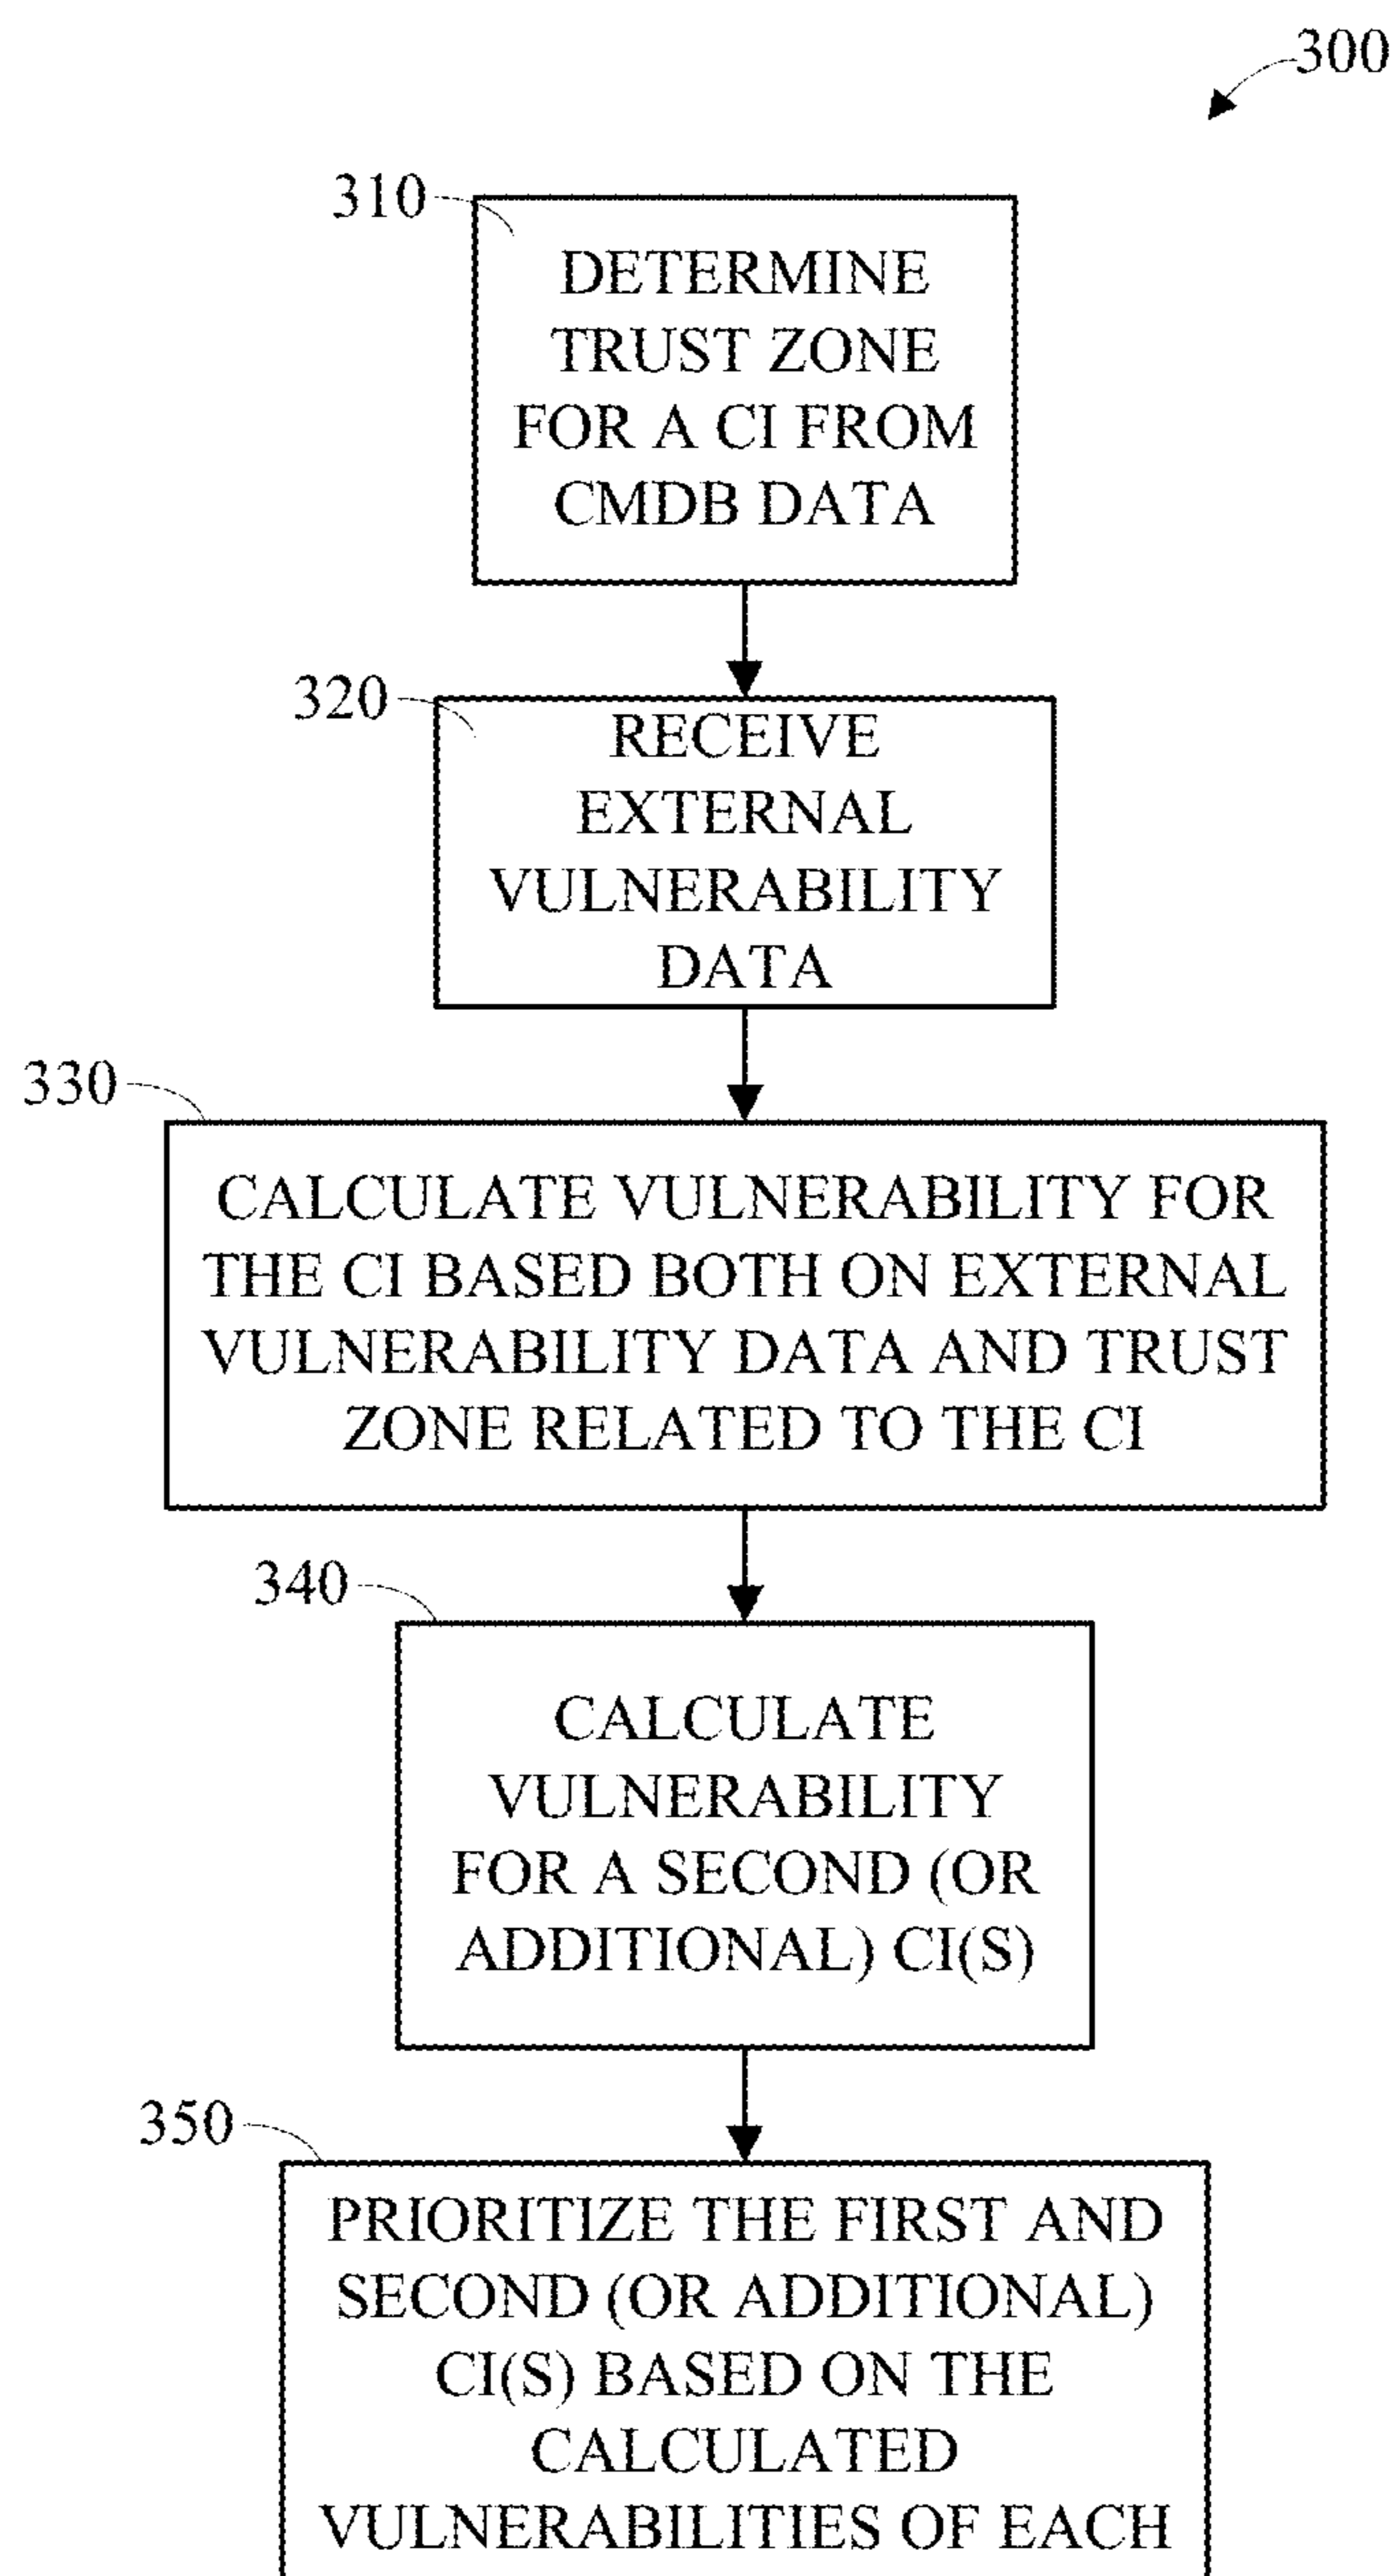 300
310
DETERMINE
TRUST ZONE
FOR A CI FROM
CMDB DATA
320
RECEIVE
EXTERNAL
VULNERABILITY
DATA
330
CALCULATE VULNERABILITY FOR
THE CI BASED BOTH ON EXTERNAL
VULNERABILITY DATA AND TRUST
ZONE RELATED TO THE CI
340
CALCULATE
VULNERABILITY
FOR A SECOND (OR
ADDITIONAL) CI(S)
350
PRIORITIZE THE FIRST AND
SECOND (OR ADDITIONAL)
CI(S) BASED ON THE
CALCULATED
VULNERABILITIES OF EACH